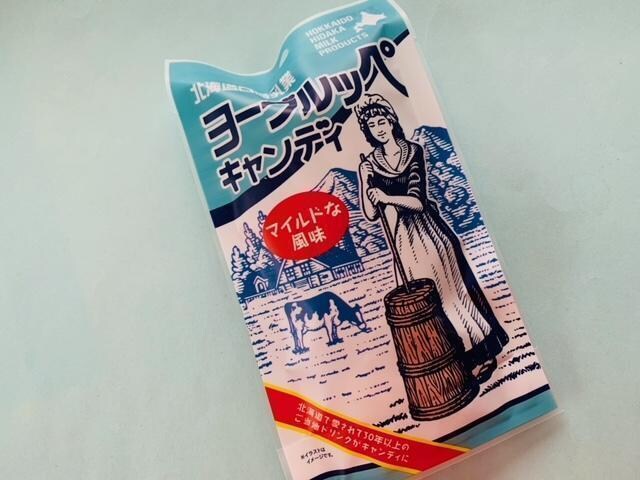 HOKKAIDO
HIDAKA
MILK
PRODUCTS
北海道日高乳業
ヨーグルッペ
キャンディ
マイルドな
風味
北海道で愛されて30年以上の
ご当地ドリンクがキャンディに
※イラストは
イメージです。